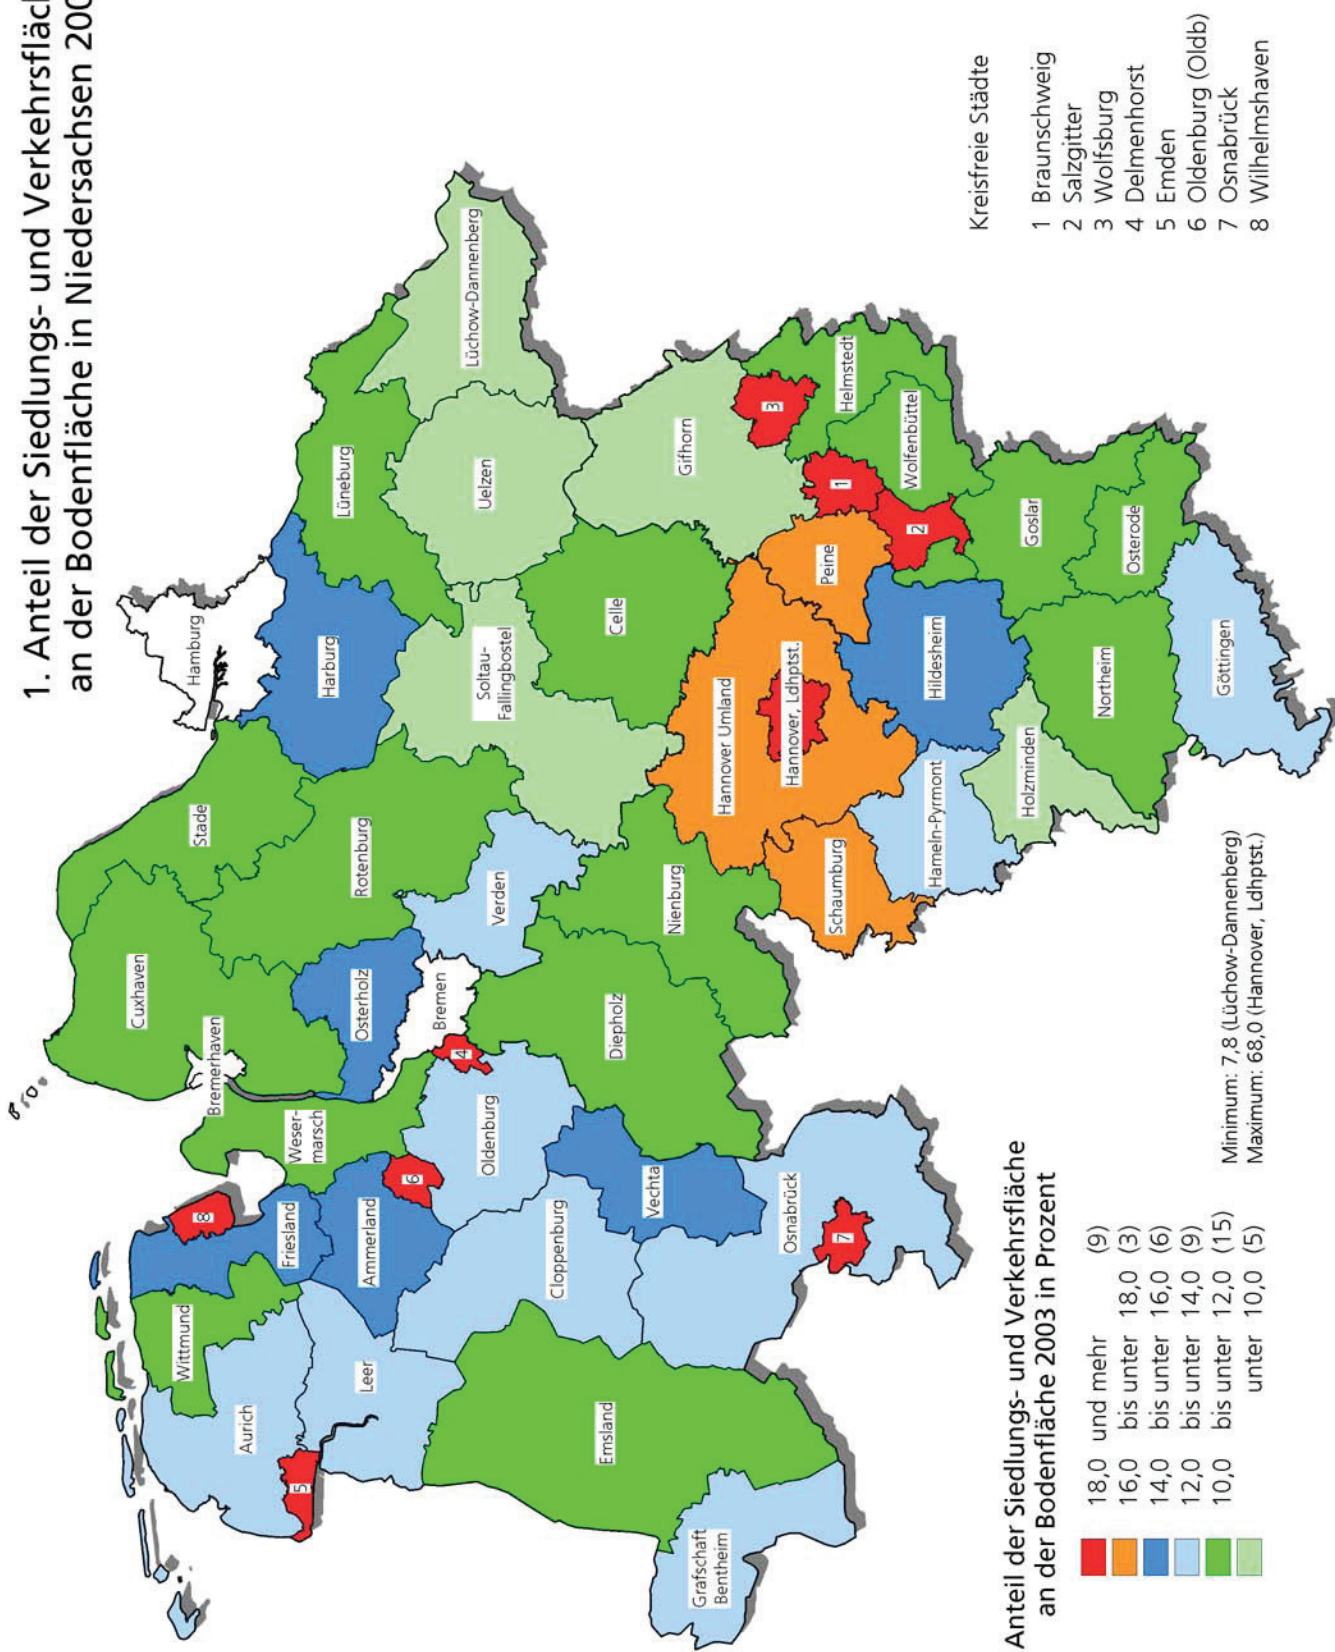 1. Anteil der Siedlungs- und Verkehrsfläch
an der Bodenfläche in Niedersachsen 200
Hamburg
Stade
Cuxhaven
Bremerhaven
Harburg
Lüneburg
Lüchow-Dannenberg
Wittmund
Friesland
Weser-
marsch
Osterholz
Rotenburg
Aurich
Leer
Ammerland
Bremen
Verden
Soltau-
Fallingbostel
Uelzen
Oldenburg
Cloppenburg
Emsland
Vechta
Diepholz
Nienburg
Celle
Gifhorn
Grafschaft
Bentheim
Osnabrück
Hannover Umland
Hannover, Ldhptst.
Peine
Helmstedt
Wolfenbüttel
Schaumburg
Hameln-Pyrmont
Hildesheim
Holzminden
Goslar
Northeim
Osterode
Göttingen
8
5
6
4
7
3
1
2
Kreisfreie Städte
1 Braunschweig
2 Salzgitter
3 Wolfsburg
4 Delmenhorst
5 Emden
6 Oldenburg (Oldb)
7 Osnabrück
8 Wilhelmshaven
Anteil der Siedlungs- und Verkehrsfläche
an der Bodenfläche 2003 in Prozent
18,0 und mehr (9)
16,0 bis unter 18,0 (3)
14,0 bis unter 16,0 (6)
12,0 bis unter 14,0 (9)
10,0 bis unter 12,0 (15)
unter 10,0 (5)
Minimum: 7,8 (Lüchow-Dannenberg)
Maximum: 68,0 (Hannover, Ldhptst.)